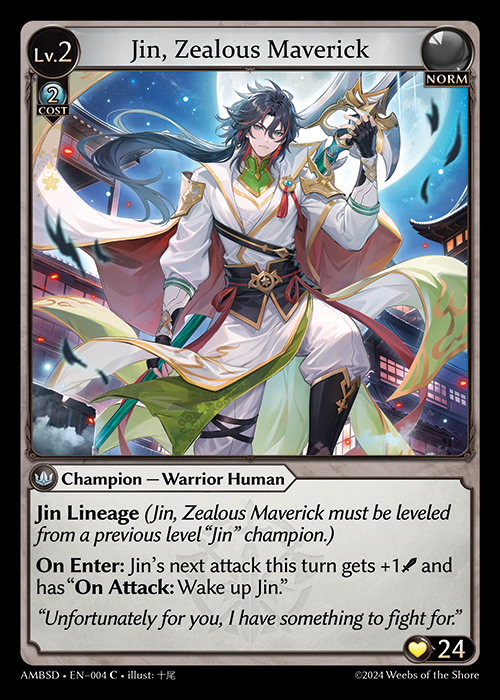 Lv.2
Jin, Zealous Maverick
NORM
2
COST
Champion — Warrior Human
Jin Lineage (Jin, Zealous Maverick must be leveled
from a previous level “Jin” champion.)
On Enter: Jin’s next attack this turn gets +1 and
has “On Attack: Wake up Jin.”
“Unfortunately for you, I have something to fight for.”
24
AMBSD • EN–004 C • illust: 十尾
©2024 Weebs of the Shore